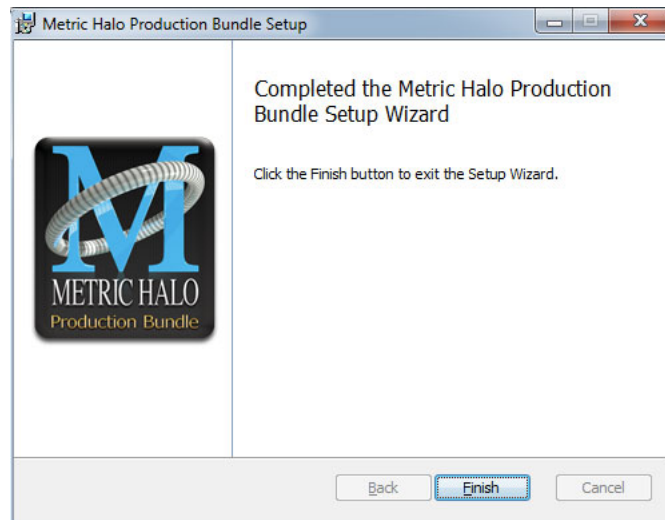 Metric Halo Production Bundle Setup
Completed the Metric Halo Production
Bundle Setup Wizard
Click the Finish button to exit the Setup Wizard.
M
METRIC HALO
Production Bundle
Back
Finish
Cancel